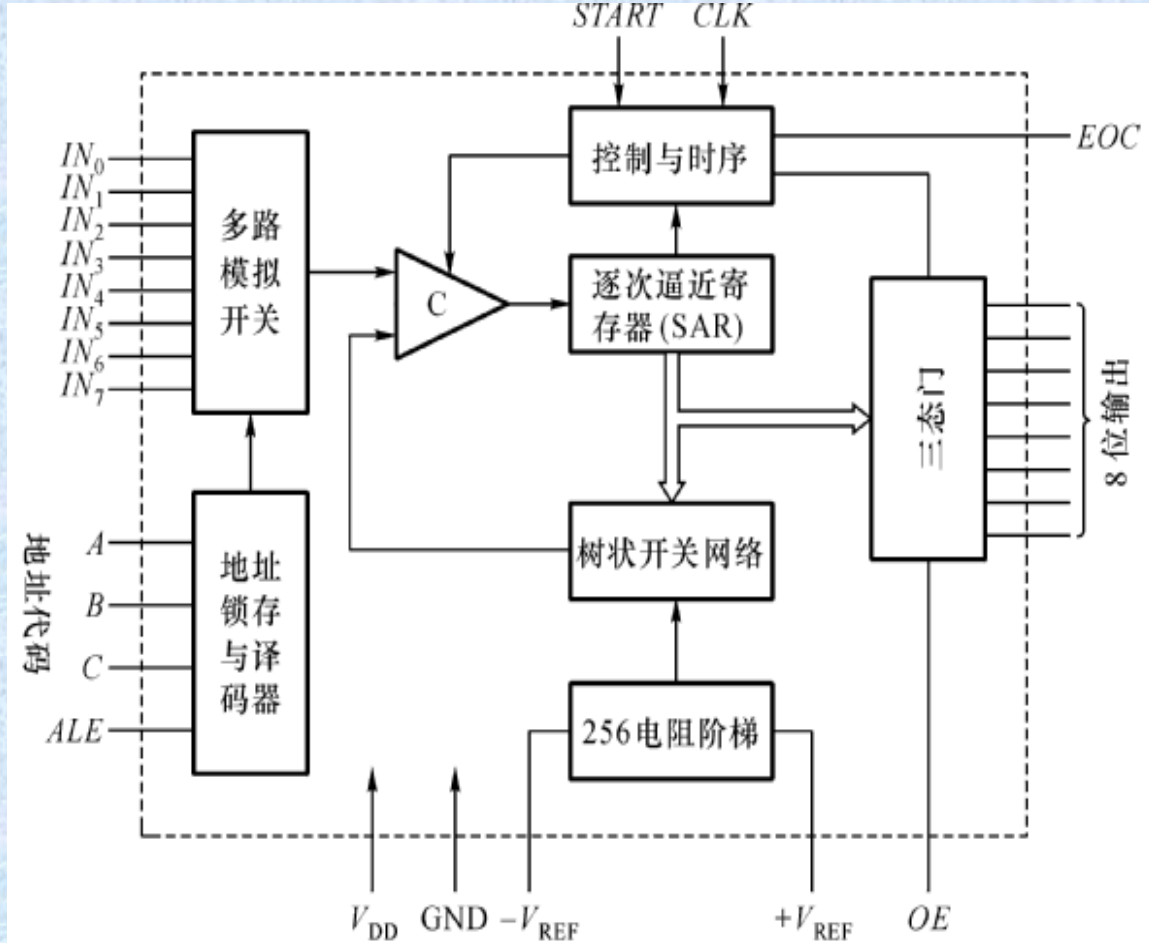 START CLK
IN0
IN1
IN2
IN3
IN4
IN5
IN6
IN7
多路
模拟
开关
控制与时序
EOC
C
逐次逼近寄
存器(SAR)
三态门
8位输出
树状开关网络
地址代码
A
B
C
ALE
地址
锁存
与译
码器
256电阻阶梯
VDD GND −VREF +VREF OE